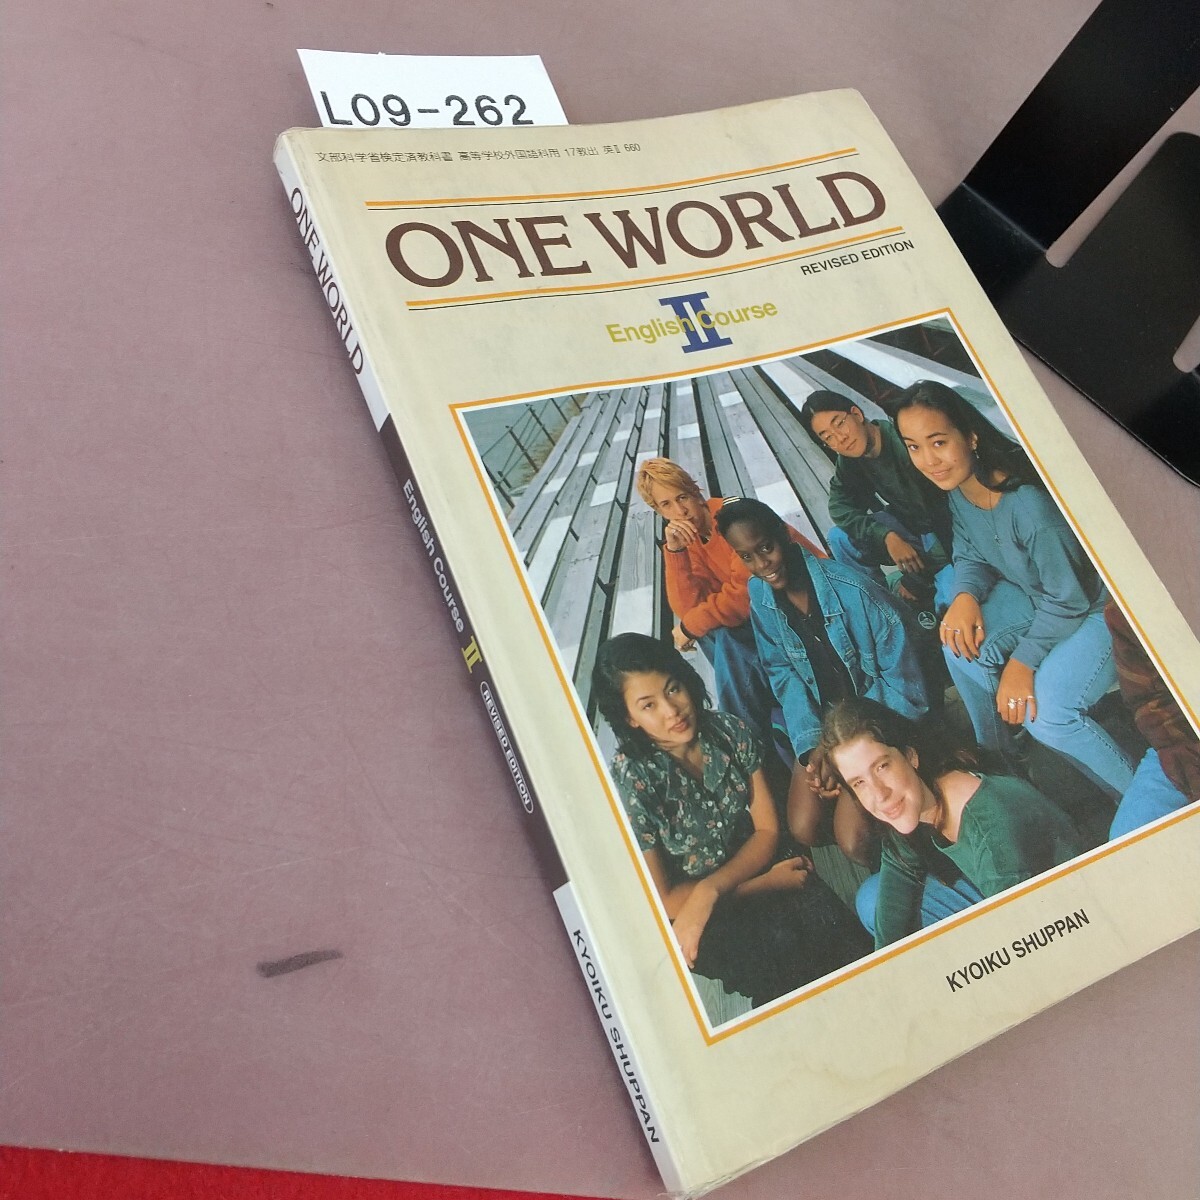 L09-262
文部科学省検定済教科書 高等学校外国語科用 17教出 英Ⅱ 660
ONE WORLD
REVISED EDITION
English Course
II
KYOIKU SHUPPAN
ONE WORLD
English Course II
REVISED EDITION
KYOIKU SHUPPAN